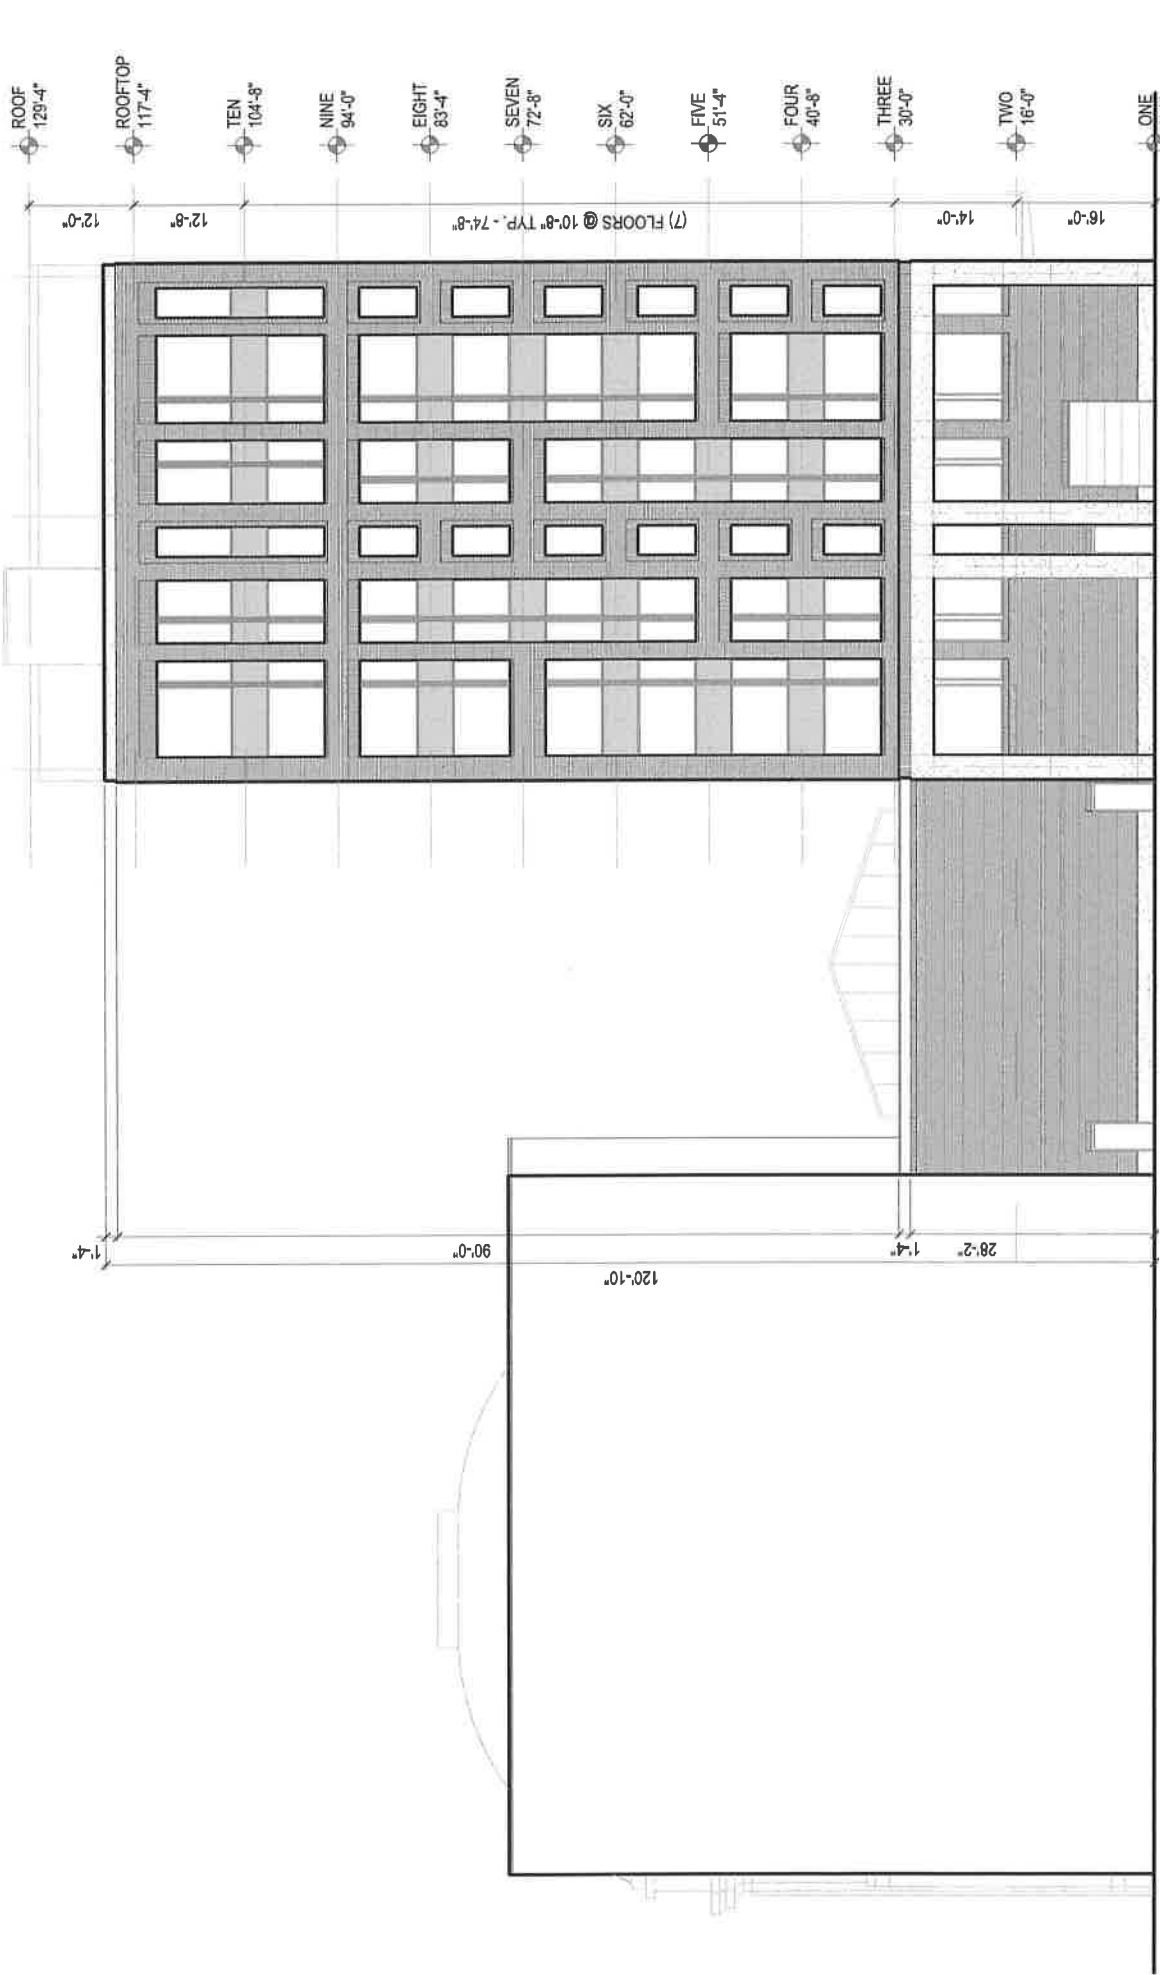 ROOF
129'-4"
ROOFTOP
117'-4"
TEN
104'-8"
NINE
94'-0"
EIGHT
83'-4"
SEVEN
72'-8"
SIX
62'-0"
FIVE
51'-4"
FOUR
40'-8"
THREE
30'-0"
TWO
16'-0"
ONE
12'-0"
12'-8"
(7) FLOORS @ 10'-8" TYP. - 74'-8"
14'-0"
16'-0"
1'-4"
90'-0"
1'-4"
28'-2"
120'-10"